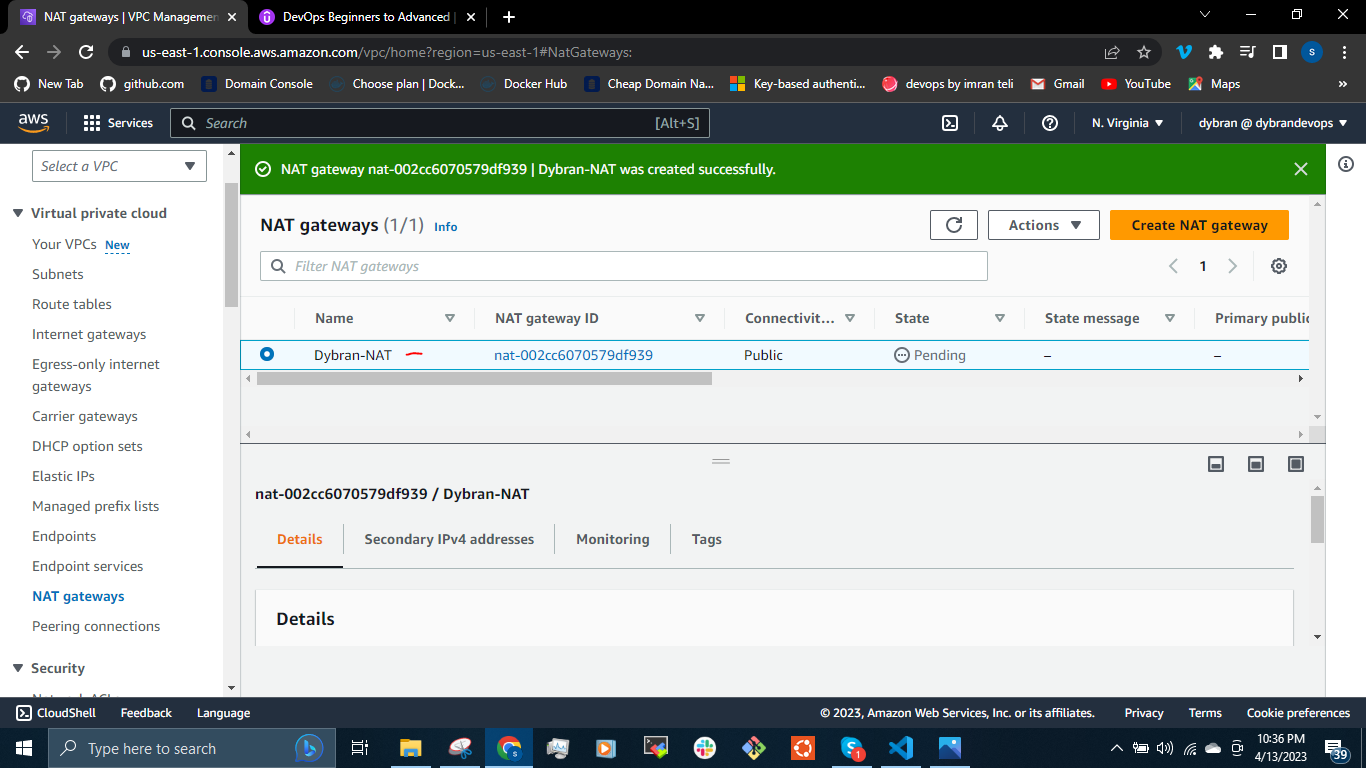 NAT gateways | VPC Managemen
DevOps Beginners to Advanced |
us-east-1.console.aws.amazon.com/vpc/home?region=us-east-1#NatGateways:
S
New Tab
github.com
Domain Console
Choose plan | Dock...
Docker Hub
Cheap Domain Na...
Key-based authenti...
devops by imran teli
Gmail
YouTube
Maps
»
aws
Services
Search
[Alt+S]
N. Virginia
dybran @ dybrandevops
Select a VPC
Virtual private cloud
Your VPCs New
Subnets
Route tables
Internet gateways
Egress-only internet
gateways
Carrier gateways
DHCP option sets
Elastic IPs
Managed prefix lists
Endpoints
Endpoint services
NAT gateways
Peering connections
Security
NAT gateway nat-002cc6070579df939 | Dybran-NAT was created successfully.
NAT gateways (1/1) Info
Actions
Create NAT gateway
Filter NAT gateways
1
Name
NAT gateway ID
Connectivit...
State
State message
Primary public
Dybran-NAT
nat-002cc6070579df939
Public
Pending
–
–
nat-002cc6070579df939 / Dybran-NAT
Details
Secondary IPv4 addresses
Monitoring
Tags
Details
CloudShell
Feedback
Language
© 2023, Amazon Web Services, Inc. or its affiliates.
Privacy
Terms
Cookie preferences
Type here to search
1
10:36 PM
4/13/2023
39